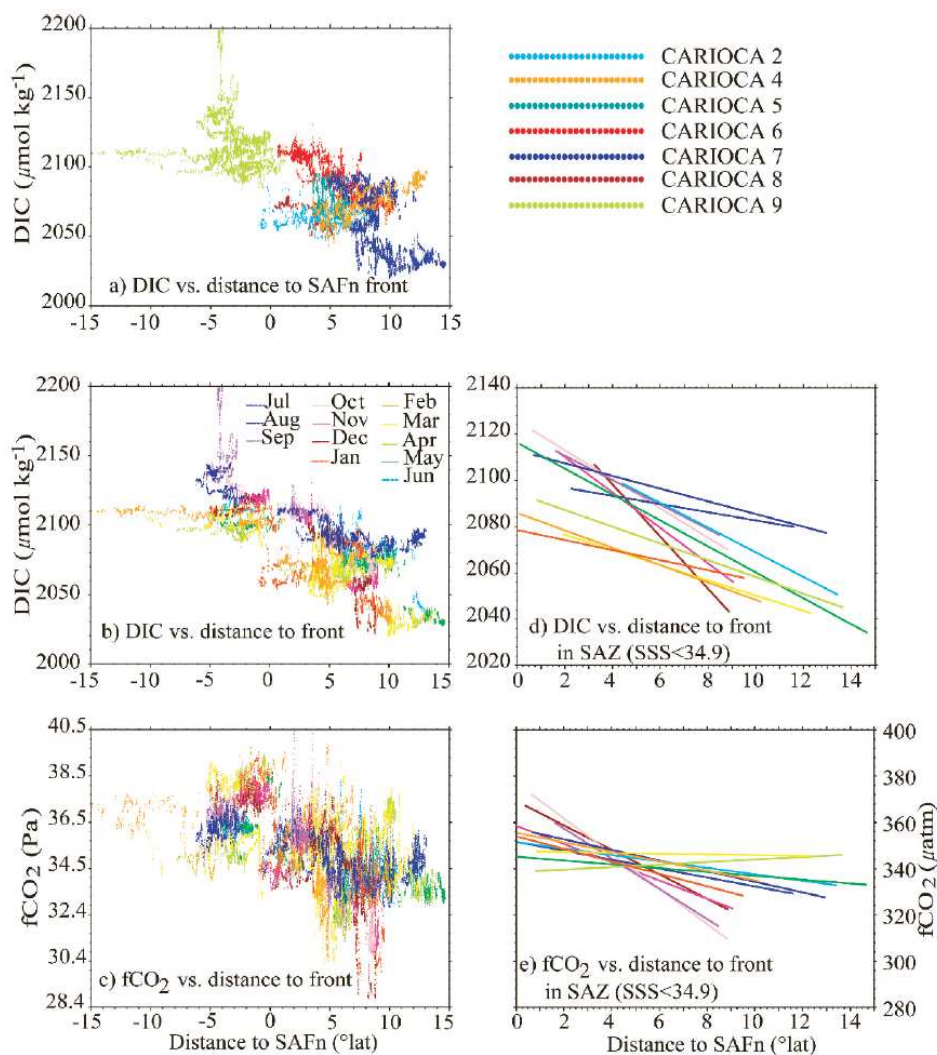 2200
2150
2100
2050
2000
DIC (μmol kg⁻¹)
a) DIC vs. distance to SAFn front
-15 -10 -5 0 5 10 15
CARIOCA 2
CARIOCA 4
CARIOCA 5
CARIOCA 6
CARIOCA 7
CARIOCA 8
CARIOCA 9
2200
2150
2100
2050
2000
DIC (μmol kg⁻¹)
Jul Oct Feb
Aug Nov Mar
Sep Dec Apr
Jan May
Jun
b) DIC vs. distance to front
-15 -10 -5 0 5 10 15
2140
2120
2100
2080
2060
2040
2020
d) DIC vs. distance to front
in SAZ (SSS<34.9)
0 2 4 6 8 10 12 14
40.5
38.5
36.5
34.5
32.4
30.4
28.4
fCO₂ (Pa)
c) fCO₂ vs. distance to front
-15 -10 -5 0 5 10 15
Distance to SAFn (°lat)
400
380
360
340
320
300
280
fCO₂ (μatm)
e) fCO₂ vs. distance to front
in SAZ (SSS<34.9)
0 2 4 6 8 10 12 14
Distance to SAFn (°lat)